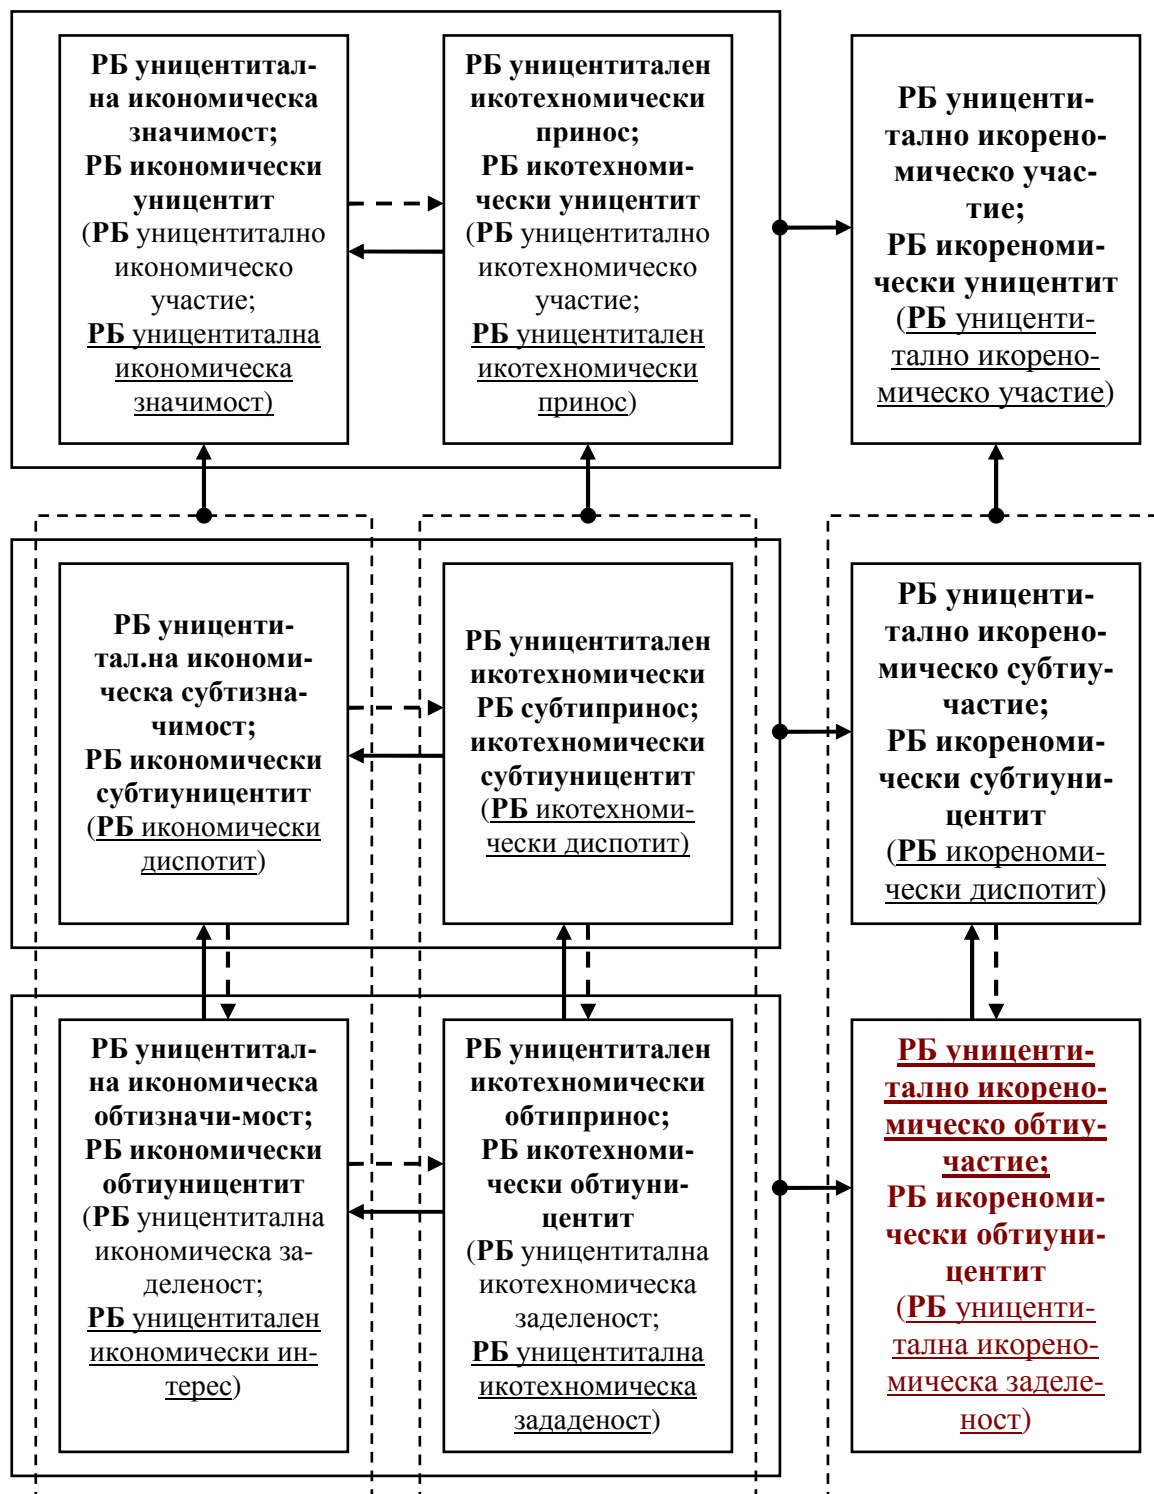 РБ уницентитал-
на икономическа
значимост;
РБ икономически
уницентит
(РБ уницентитално
икономическо
участие;
РБ уницентитална
икономическа
значимост)
РБ уницентитален
икотехномически
принос;
РБ икотехноми-
чески уницентит
(РБ уницентитално
икотехномическо
участие;
РБ уницентитален
икотехномически
принос)
РБ униценти-
тално икорено-
мическо учас-
тие;
РБ икореноми-
чески уницентит
(РБ униценти-
тално икорено-
мическо участие)
РБ униценти-
тал.на икономи-
ческа субтизна-
чимост;
РБ икономически
субтиуницентит
(РБ икономически
диспотит)
РБ уницентитален
икотехномически
РБ субтипринос;
икотехномически
субтиуницентит
(РБ икотехноми-
чески диспотит)
РБ униценти-
тално икорено-
мическо субтиу-
частие;
РБ икореноми-
чески субтиуни-
центит
(РБ икореноми-
чески диспотит)
РБ уницентитал-
на икономическа
обтизначи-мост;
РБ икономически
обтиуницентит
(РБ уницентитална
икономическа за-
деленост;
РБ уницентитален
икономически ин-
терес)
РБ уницентитален
икотехномически
обтипринос;
РБ икотехноми-
чески обтиуни-
центит
(РБ уницентитална
икотехномическа
заделеност;
РБ уницентитална
икотехномическа
зададеност)
РБ униценти-
тално икорено-
мическо обтиу-
частие;
РБ икореноми-
чески обтиуни-
центит
(РБ униценти-
тална икорено-
мическа заделе-
ност)